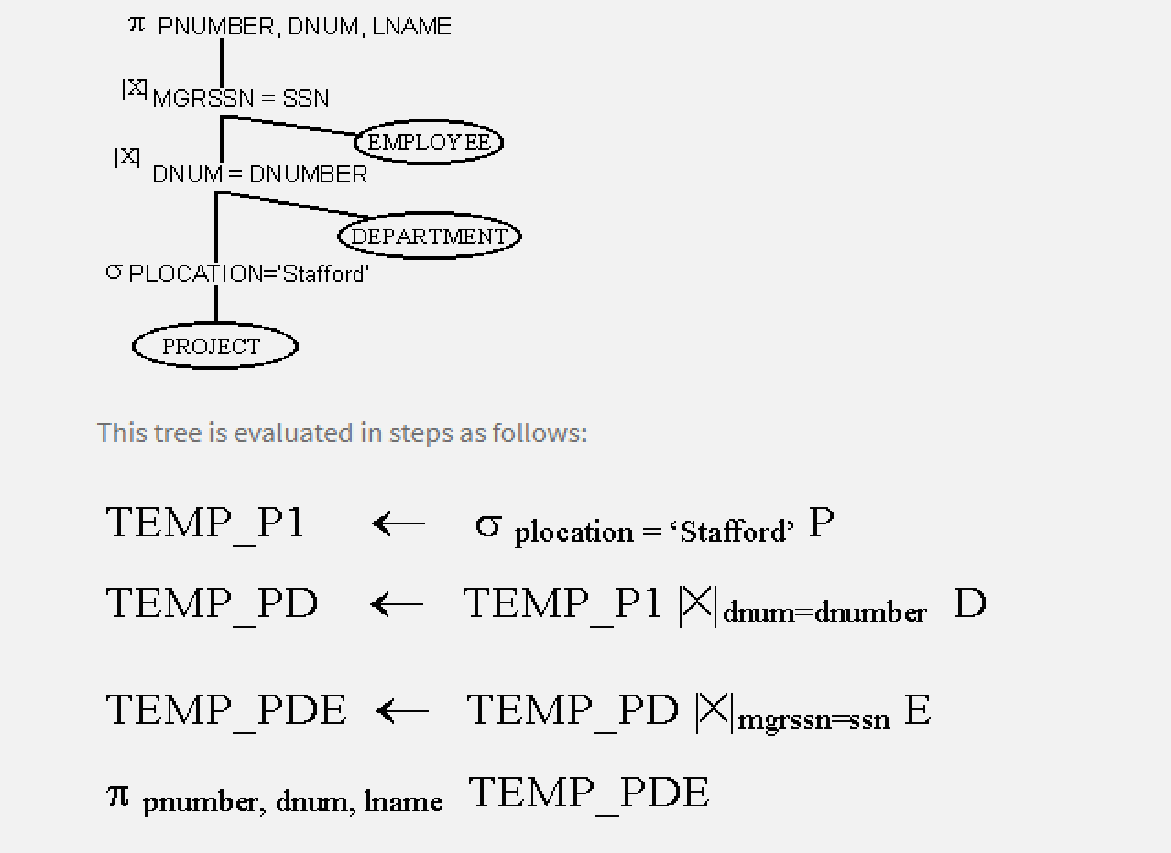 π PNUMBER, DNUM, LNAME
|X| MGRSSN = SSN
EMPLOYEE
|X| DNUM = DNUMBER
DEPARTMENT
σ PLOCATION='Stafford'
PROJECT
This tree is evaluated in steps as follows:
TEMP_P1 ← σ plocation = ‘Stafford’ P
TEMP_PD ← TEMP_P1 |X| dnum=dnumber D
TEMP_PDE ← TEMP_PD |X| mgrssn=ssn E
π pnumber, dnum, lname TEMP_PDE